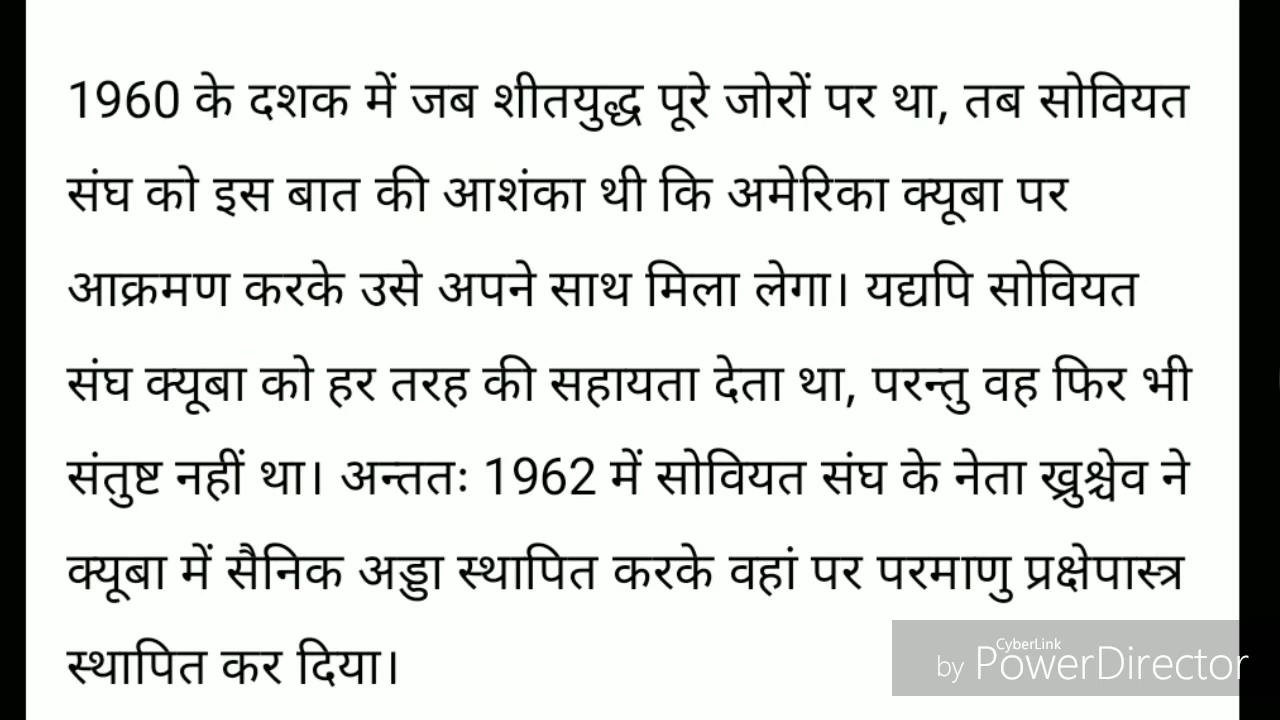 1960 के दशक में जब शीतयुद्ध पूरे जोरों पर था, तब सोवियत
संघ को इस बात की आशंका थी कि अमेरिका क्यूबा पर
आक्रमण करके उसे अपने साथ मिला लेगा। यद्यपि सोवियत
संघ क्यूबा को हर तरह की सहायता देता था, परन्तु वह फिर भी
संतुष्ट नहीं था। अन्ततः 1962 में सोवियत संघ के नेता ख्रुश्चेव ने
क्यूबा में सैनिक अड्डा स्थापित करके वहां पर परमाणु प्रक्षेपास्त्र
स्थापित कर दिया।
CyberLink
by PowerDirector